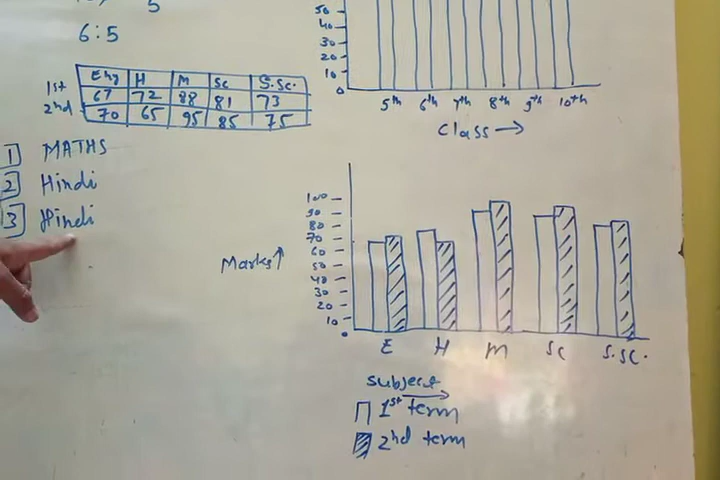 5
6:5
Eng H M Sc S.Sc.
1st 67 72 88 81 73
2nd 70 65 95 85 75
1 MATHS
2 Hindi
3 Hindi
50
40
30
20
10
0
5th 6th 7th 8th 9th 10th
Class →
100
90
80
70
60
50
40
30
20
10
0
Marks ↑
E H M Sc S.Sc.
Subject →
1st term
2nd term